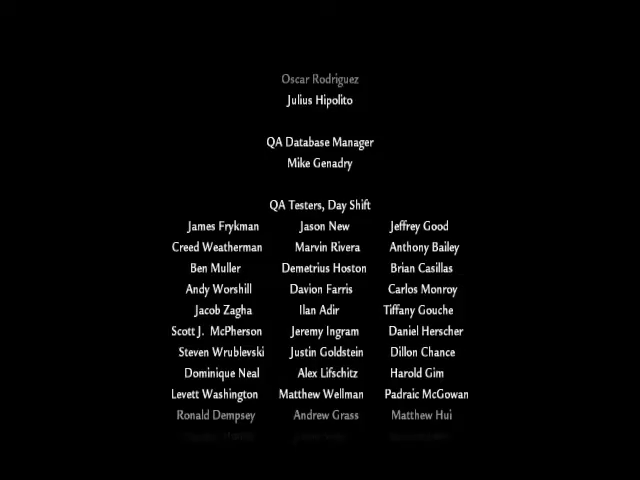 Oscar Rodriguez
Julius Hipolito
QA Database Manager
Mike Genadry
QA Testers, Day Shift
James Frykman Jason New Jeffrey Good
Creed Weatherman Marvin Rivera Anthony Bailey
Ben Muller Demetrius Hoston Brian Casillas
Andy Worshill Davion Farris Carlos Monroy
Jacob Zagha Ilan Adir Tiffany Gouche
Scott J. McPherson Jeremy Ingram Daniel Herscher
Steven Wrublevski Justin Goldstein Dillon Chance
Dominique Neal Alex Lifschitz Harold Gim
Levett Washington Matthew Wellman Padraic McGowan
Ronald Dempsey Andrew Grass Matthew Hui